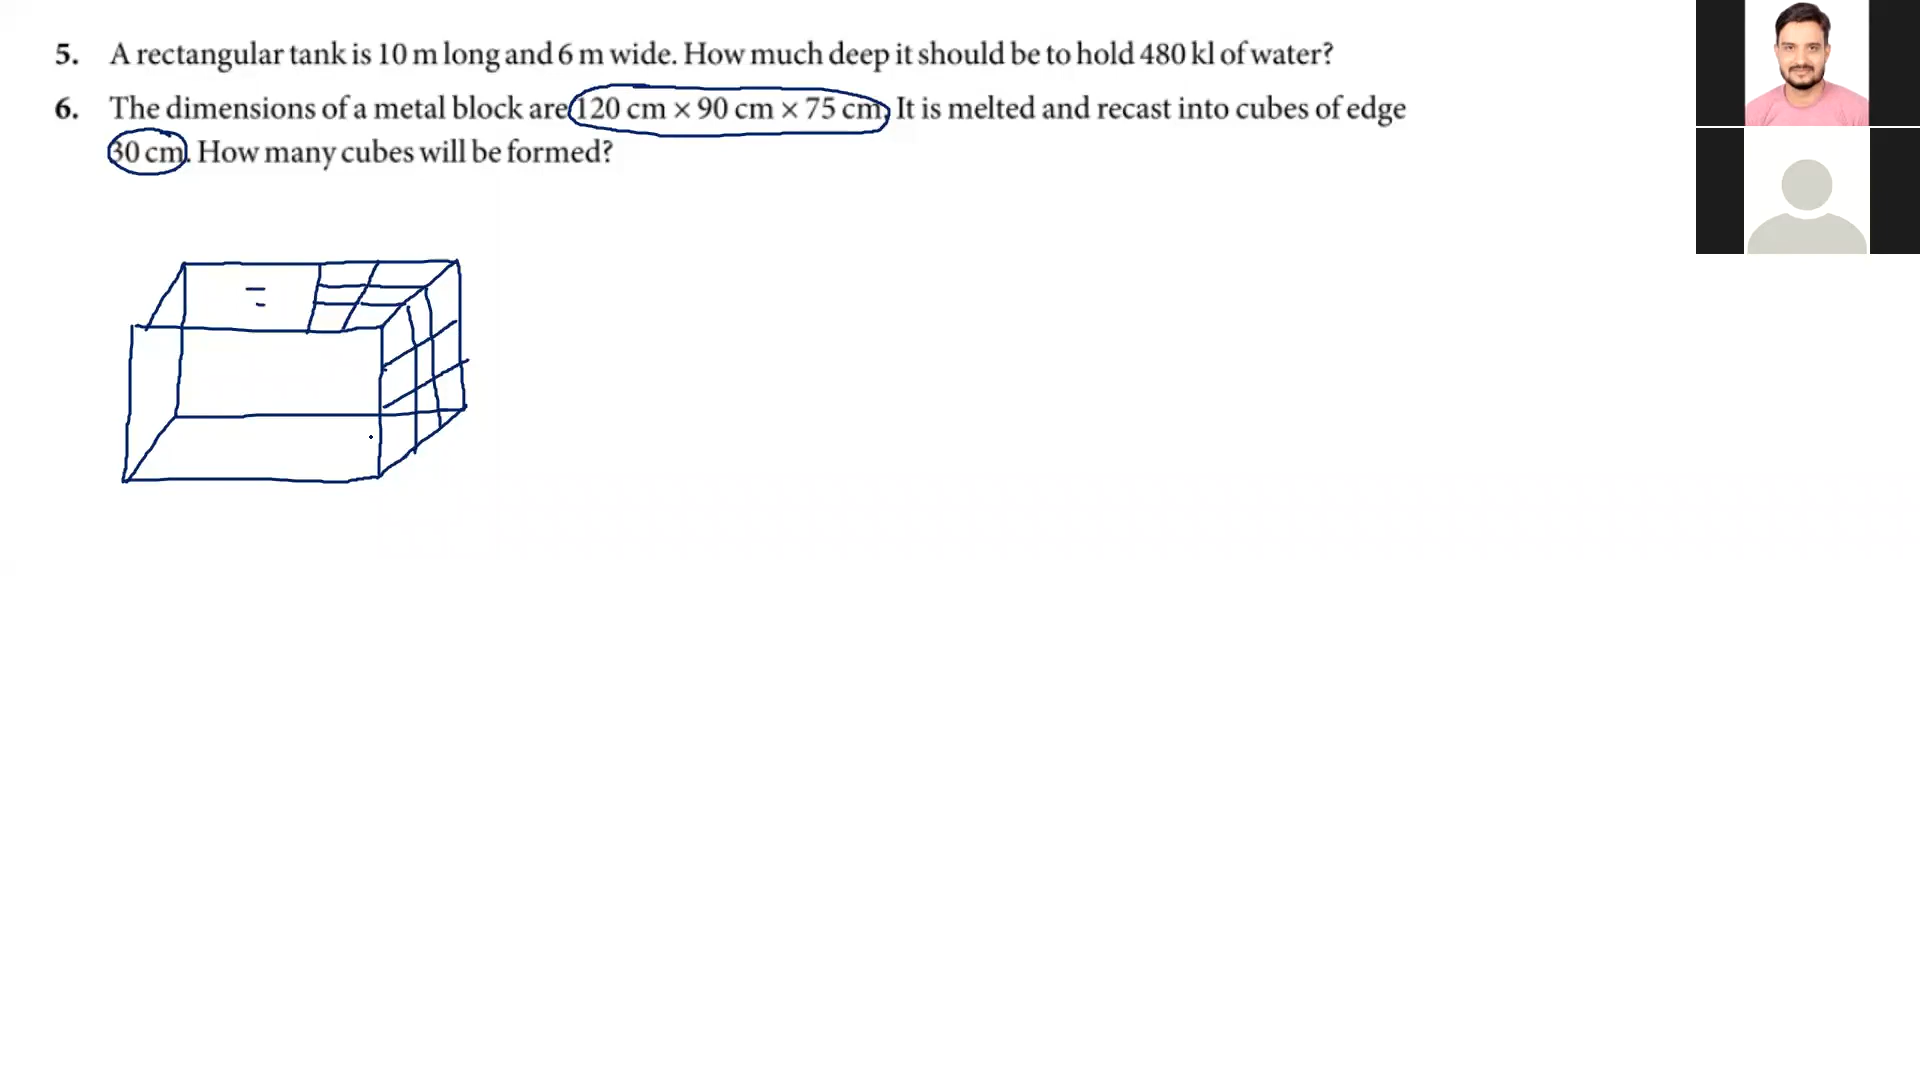 5. A rectangular tank is 10 m long and 6 m wide. How much deep it should be to hold 480 kl of water?
6. The dimensions of a metal block are 120 cm × 90 cm × 75 cm. It is melted and recast into cubes of edge
30 cm. How many cubes will be formed?